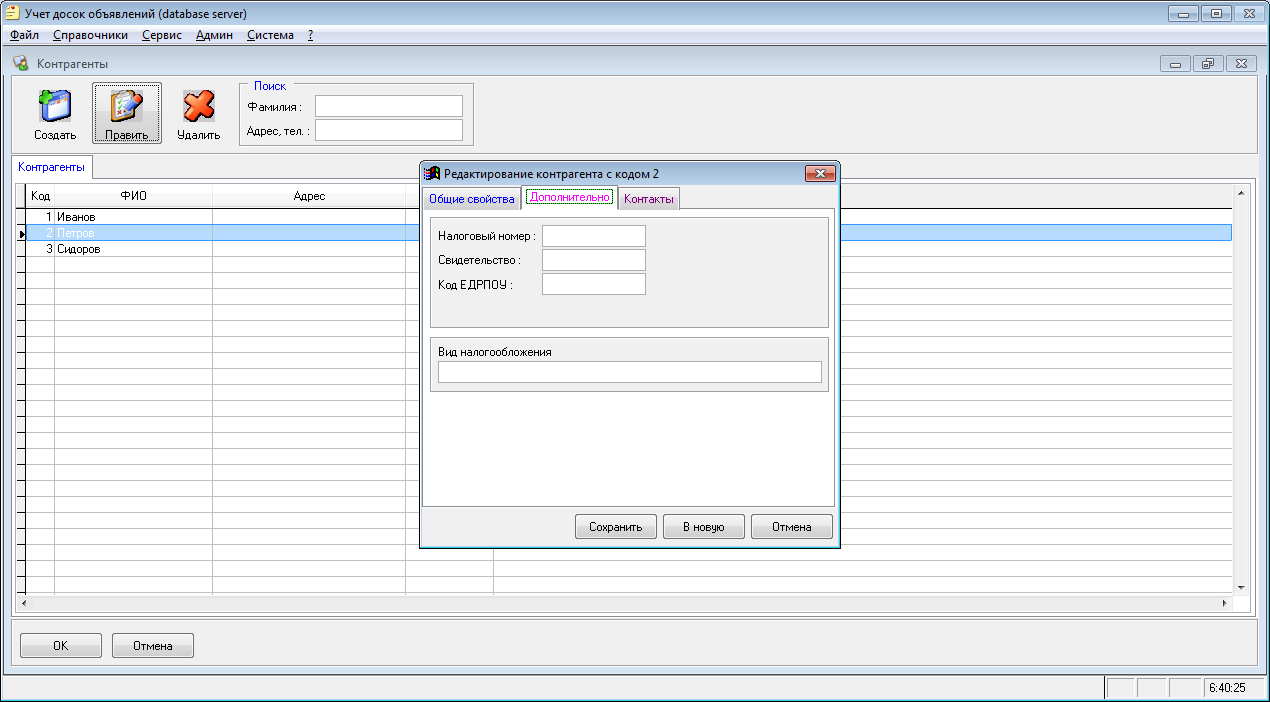 Учет досок объявлений (database server)
Файл Справочники Сервис Админ Система ?
Контрагенты
Создать Править Удалить
Поиск
Фамилия :
Адрес, тел. :
Контрагенты
Код ФИО Адрес
1 Иванов
2 Петров
3 Сидоров
Редактирование контрагента с кодом 2
Общие свойства Дополнительно Контакты
Налоговый номер :
Свидетельство :
Код ЕДРПОУ :
Вид налогообложения
Сохранить В новую Отмена
OK Отмена
6:40:25